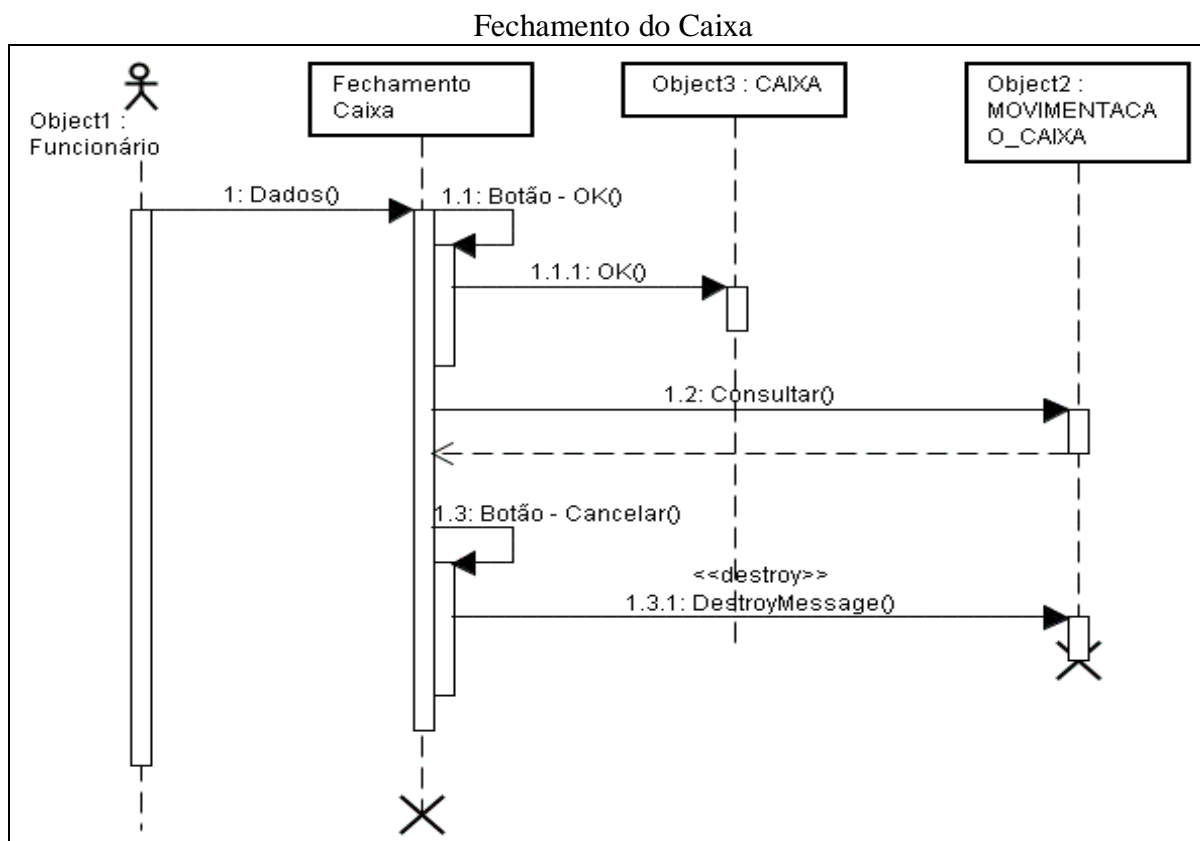 Fechamento do Caixa
Object1 :
Funcionário
Fechamento
Caixa
Object3 : CAIXA
Object2 :
MOVIMENTACA
O_CAIXA
1: Dados()
1.1: Botão - OK()
1.1.1: OK()
1.2: Consultar()
1.3: Botão - Cancelar()
<<destroy>>
1.3.1: DestroyMessage()